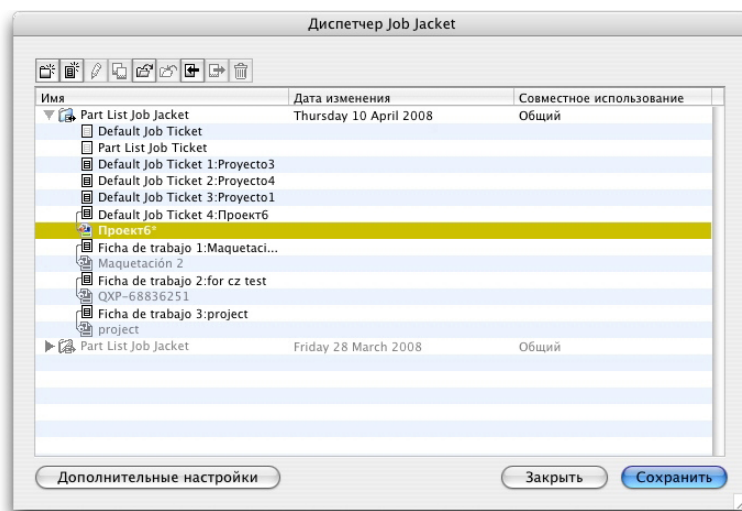 Диспетчер Job Jacket
Имя Дата изменения Совместное использование
Part List Job Jacket Thursday 10 April 2008 Общий
Default Job Ticket
Part List Job Ticket
Default Job Ticket 1:Proyecto3
Default Job Ticket 2:Proyecto4
Default Job Ticket 3:Proyecto1
Default Job Ticket 4:Проект6
Проект6*
Ficha de trabajo 1:Maquetaci...
Maquetación 2
Ficha de trabajo 2:for cz test
QXP-68836251
Ficha de trabajo 3:project
project
Part List Job Jacket Friday 28 March 2008 Общий
Дополнительные настройки Закрыть Сохранить